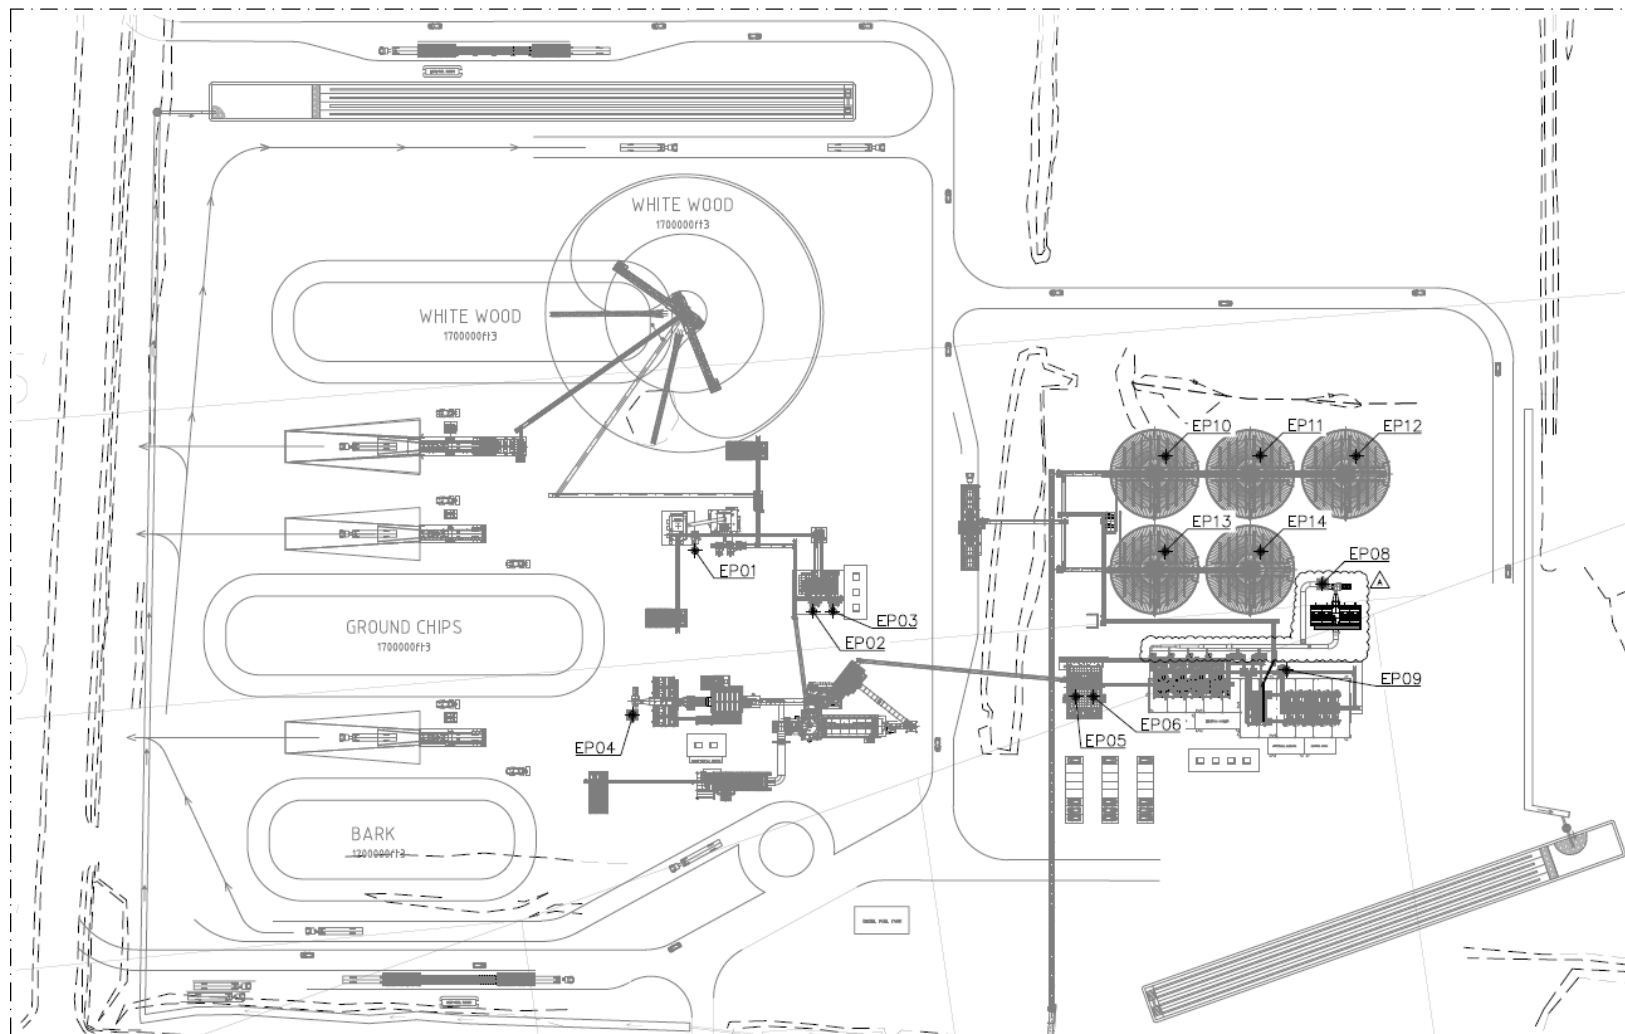 WHITE WOOD
1700000ft3
WHITE WOOD
1700000ft3
EP10
EP11
EP12
EP13
EP14
EP08
A
EP01
EP03
EP02
GROUND CHIPS
1700000ft3
EP09
EP06
EP05
EP04
BARK
1200000ft3